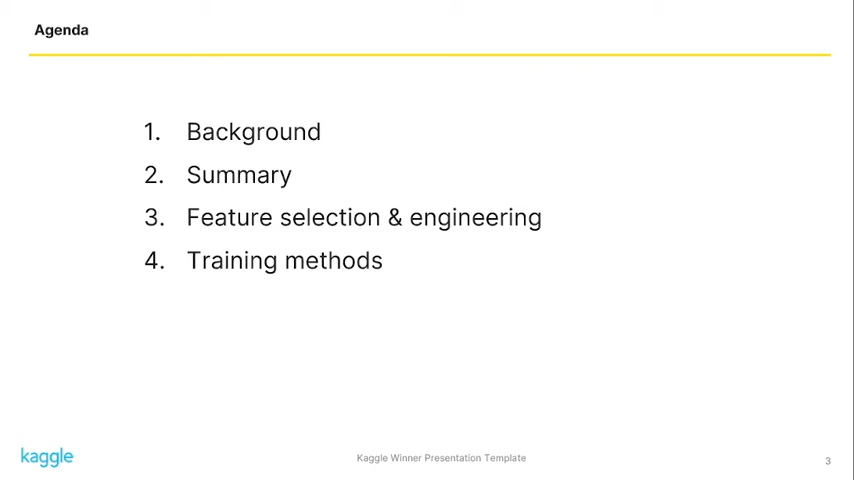 Agenda
1. Background
2. Summary
3. Feature selection & engineering
4. Training methods
kaggle
Kaggle Winner Presentation Template
3